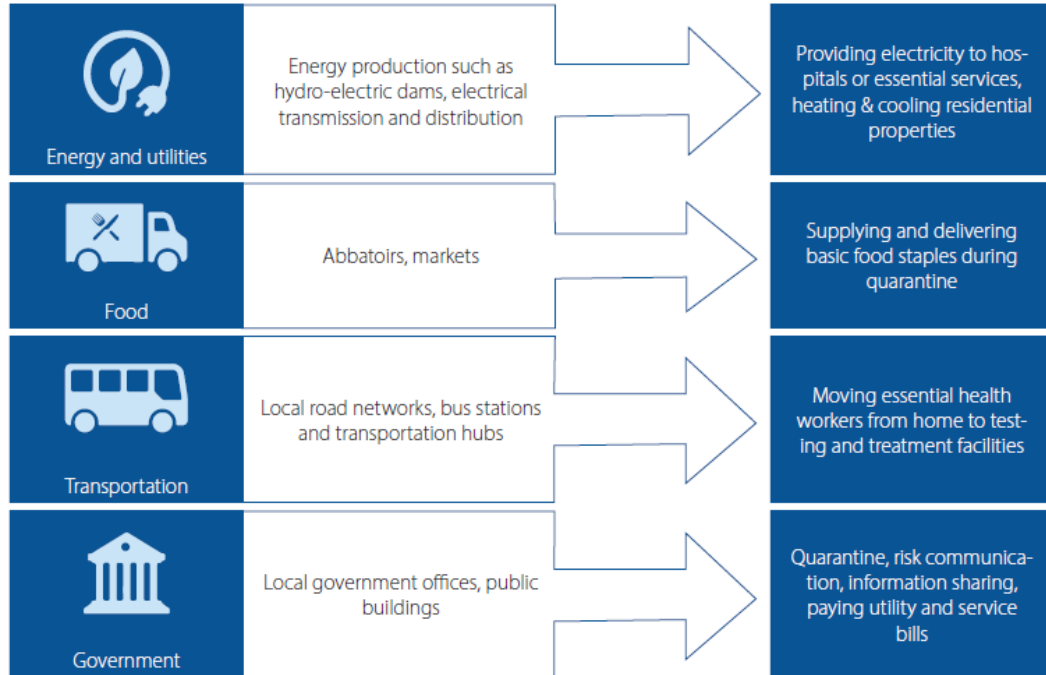 Energy production such as
hydro-electric dams, electrical
transmission and distribution
Providing electricity to hos-
pitals or essential services,
heating & cooling residential
properties
Energy and utilities
Abbatoirs, markets
Supplying and delivering
basic food staples during
quarantine
Food
Local road networks, bus stations
and transportation hubs
Moving essential health
workers from home to test-
ing and treatment facilities
Transportation
Local government offices, public
buildings
Quarantine, risk communica-
tion, information sharing,
paying utility and service
bills
Government